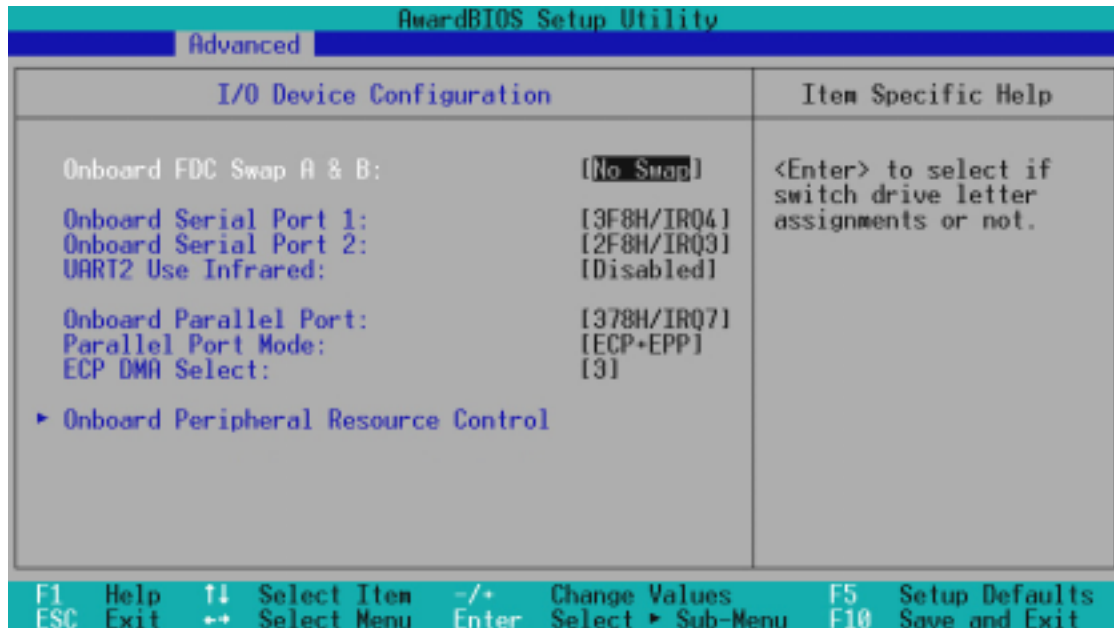 AwardBIOS Setup Utility
Advanced
I/O Device Configuration
Item Specific Help
Onboard FDC Swap A & B: [No Swap]
Onboard Serial Port 1: [3F8H/IRQ4]
Onboard Serial Port 2: [2F8H/IRQ3]
UART2 Use Infrared: [Disabled]
Onboard Parallel Port: [378H/IRQ7]
Parallel Port Mode: [ECP+EPP]
ECP DMA Select: [3]
▸ Onboard Peripheral Resource Control
<Enter> to select if
switch drive letter
assignments or not.
F1 Help ↑↓ Select Item -/+ Change Values F5 Setup Defaults
ESC Exit ←→ Select Menu Enter Select ▸ Sub-Menu F10 Save and Exit